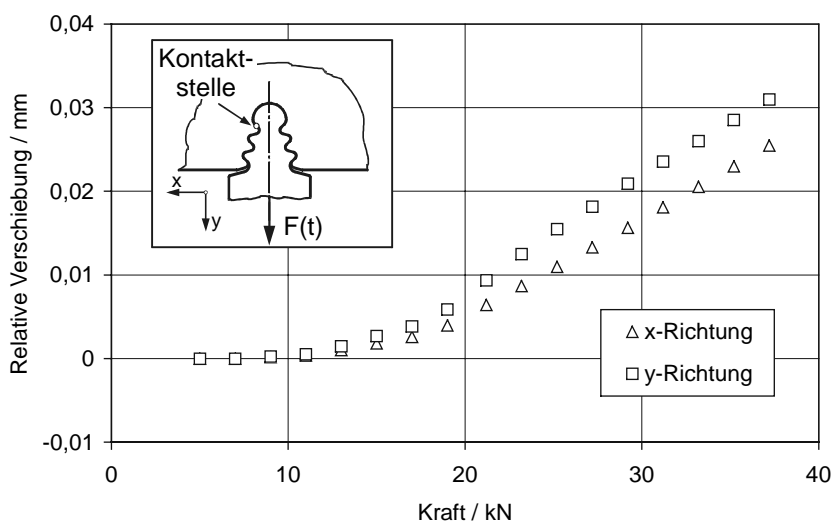 0,04
0,03
0,02
0,01
0
-0,01
Relative Verschiebung / mm
Kontakt-
stelle
x
y
F(t)
x-Richtung
y-Richtung
0
10
20
30
40
Kraft / kN